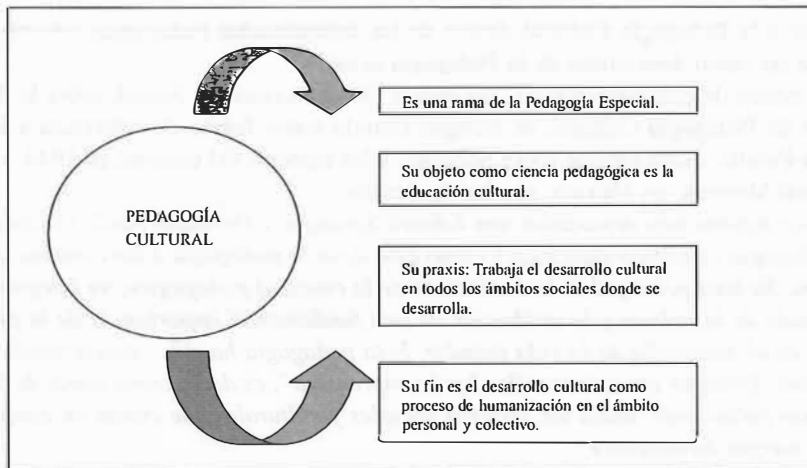 PEDAGOGÍA
CULTURAL
Es una rama de la Pedagogía Especial.
Su objeto como ciencia pedagógica es la
educación cultural.
Su praxis: Trabaja el desarrollo cultural
en todos los ámbitos sociales donde se
desarrolla.
Su fin es el desarrollo cultural como
proceso de humanización en el ámbito
personal y colectivo.